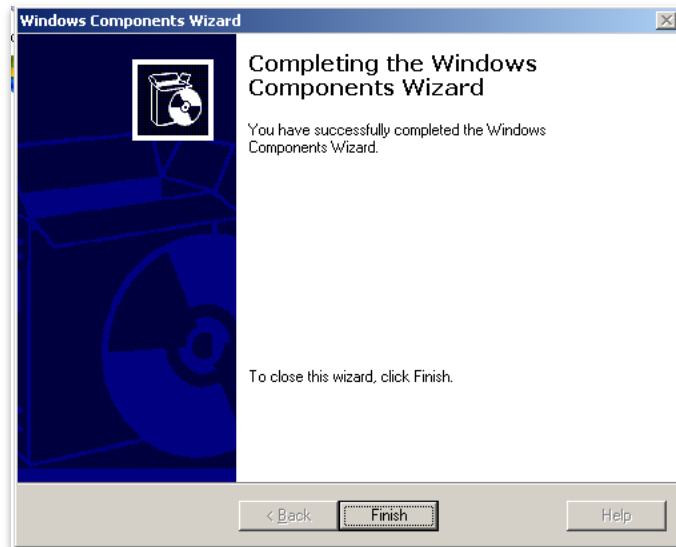 Windows Components Wizard
Completing the Windows
Components Wizard
You have successfully completed the Windows
Components Wizard.
To close this wizard, click Finish.
< Back
Finish
Help